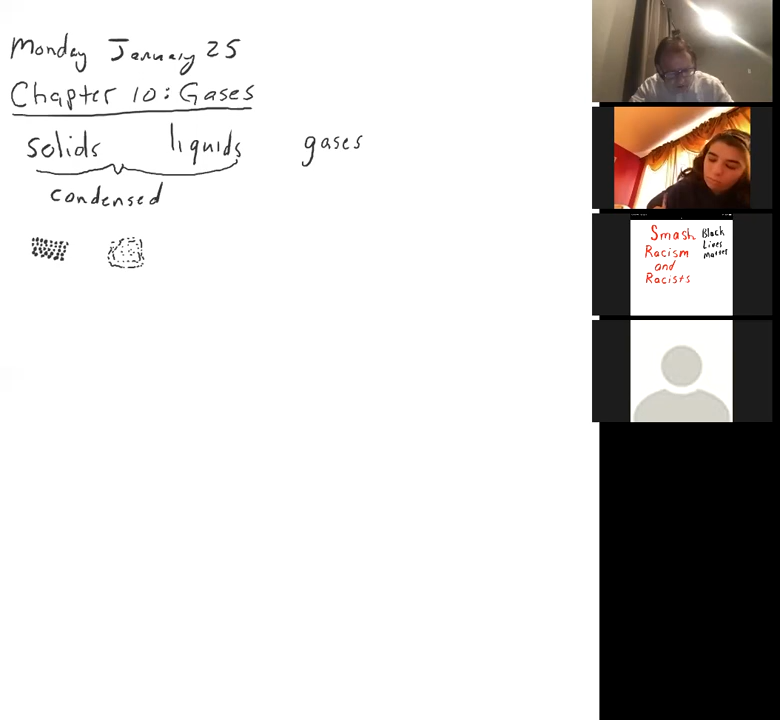 Monday January 25
Chapter 10: Gases
solids liquids gases
condensed
Smash
Racism
and
Racists
Black
Lives
Matter